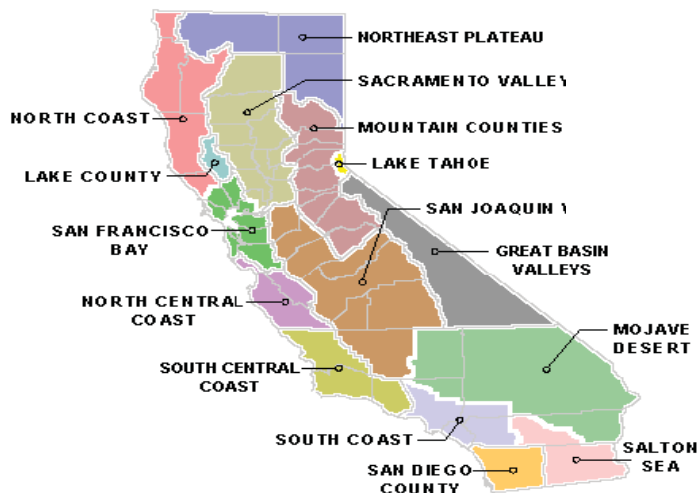 NORTHEAST PLATEAU
SACRAMENTO VALLEY
NORTH COAST
MOUNTAIN COUNTIES
LAKE TAHOE
LAKE COUNTY
SAN JOAQUIN V
SAN FRANCISCO
BAY
GREAT BASIN
VALLEYS
NORTH CENTRAL
COAST
MOJAVE
DESERT
SOUTH CENTRAL
COAST
SOUTH COAST
SALTON
SEA
SAN DIEGO
COUNTY